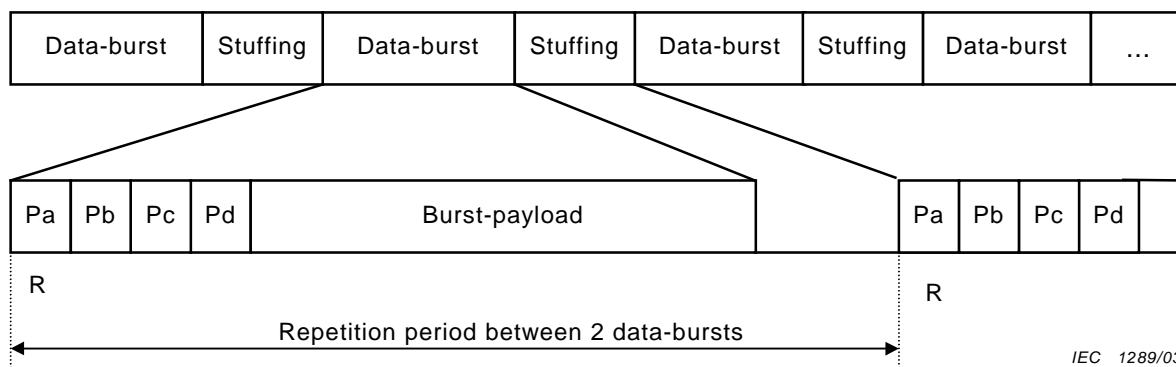 Data-burst Stuffing Data-burst Stuffing Data-burst Stuffing Data-burst ...
Pa Pb Pc Pd Burst-payload Pa Pb Pc Pd
R R
Repetition period between 2 data-bursts
IEC 1289/03